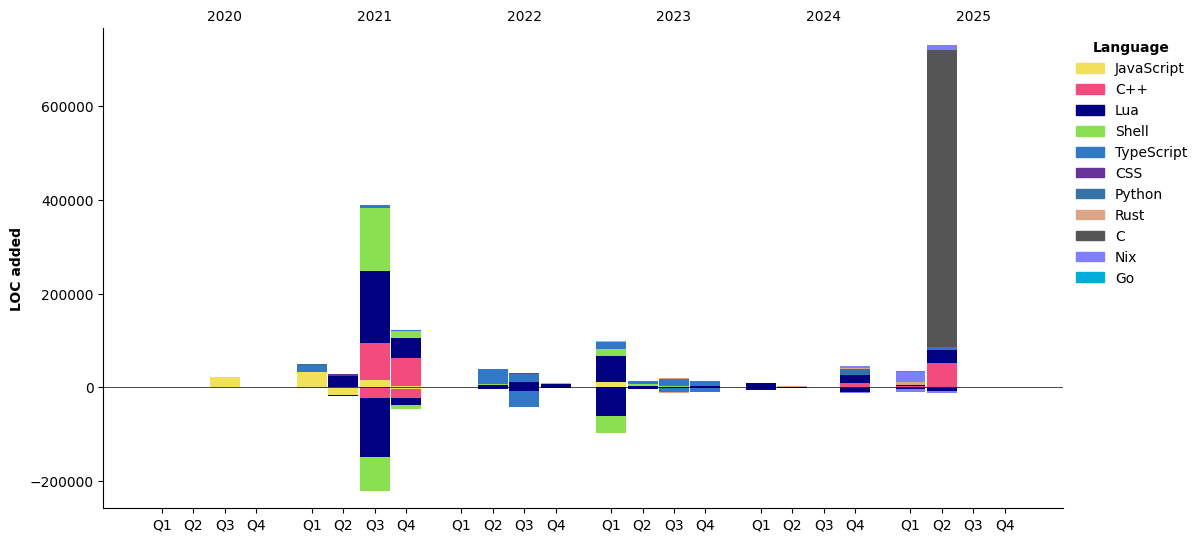 2020 2021 2022 2023 2024 2025
Language
JavaScript
C++
Lua
Shell
TypeScript
CSS
Python
Rust
C
Nix
Go
LOC added
600000
400000
200000
0
−200000
Q1 Q2 Q3 Q4 Q1 Q2 Q3 Q4 Q1 Q2 Q3 Q4 Q1 Q2 Q3 Q4 Q1 Q2 Q3 Q4 Q1 Q2 Q3 Q4